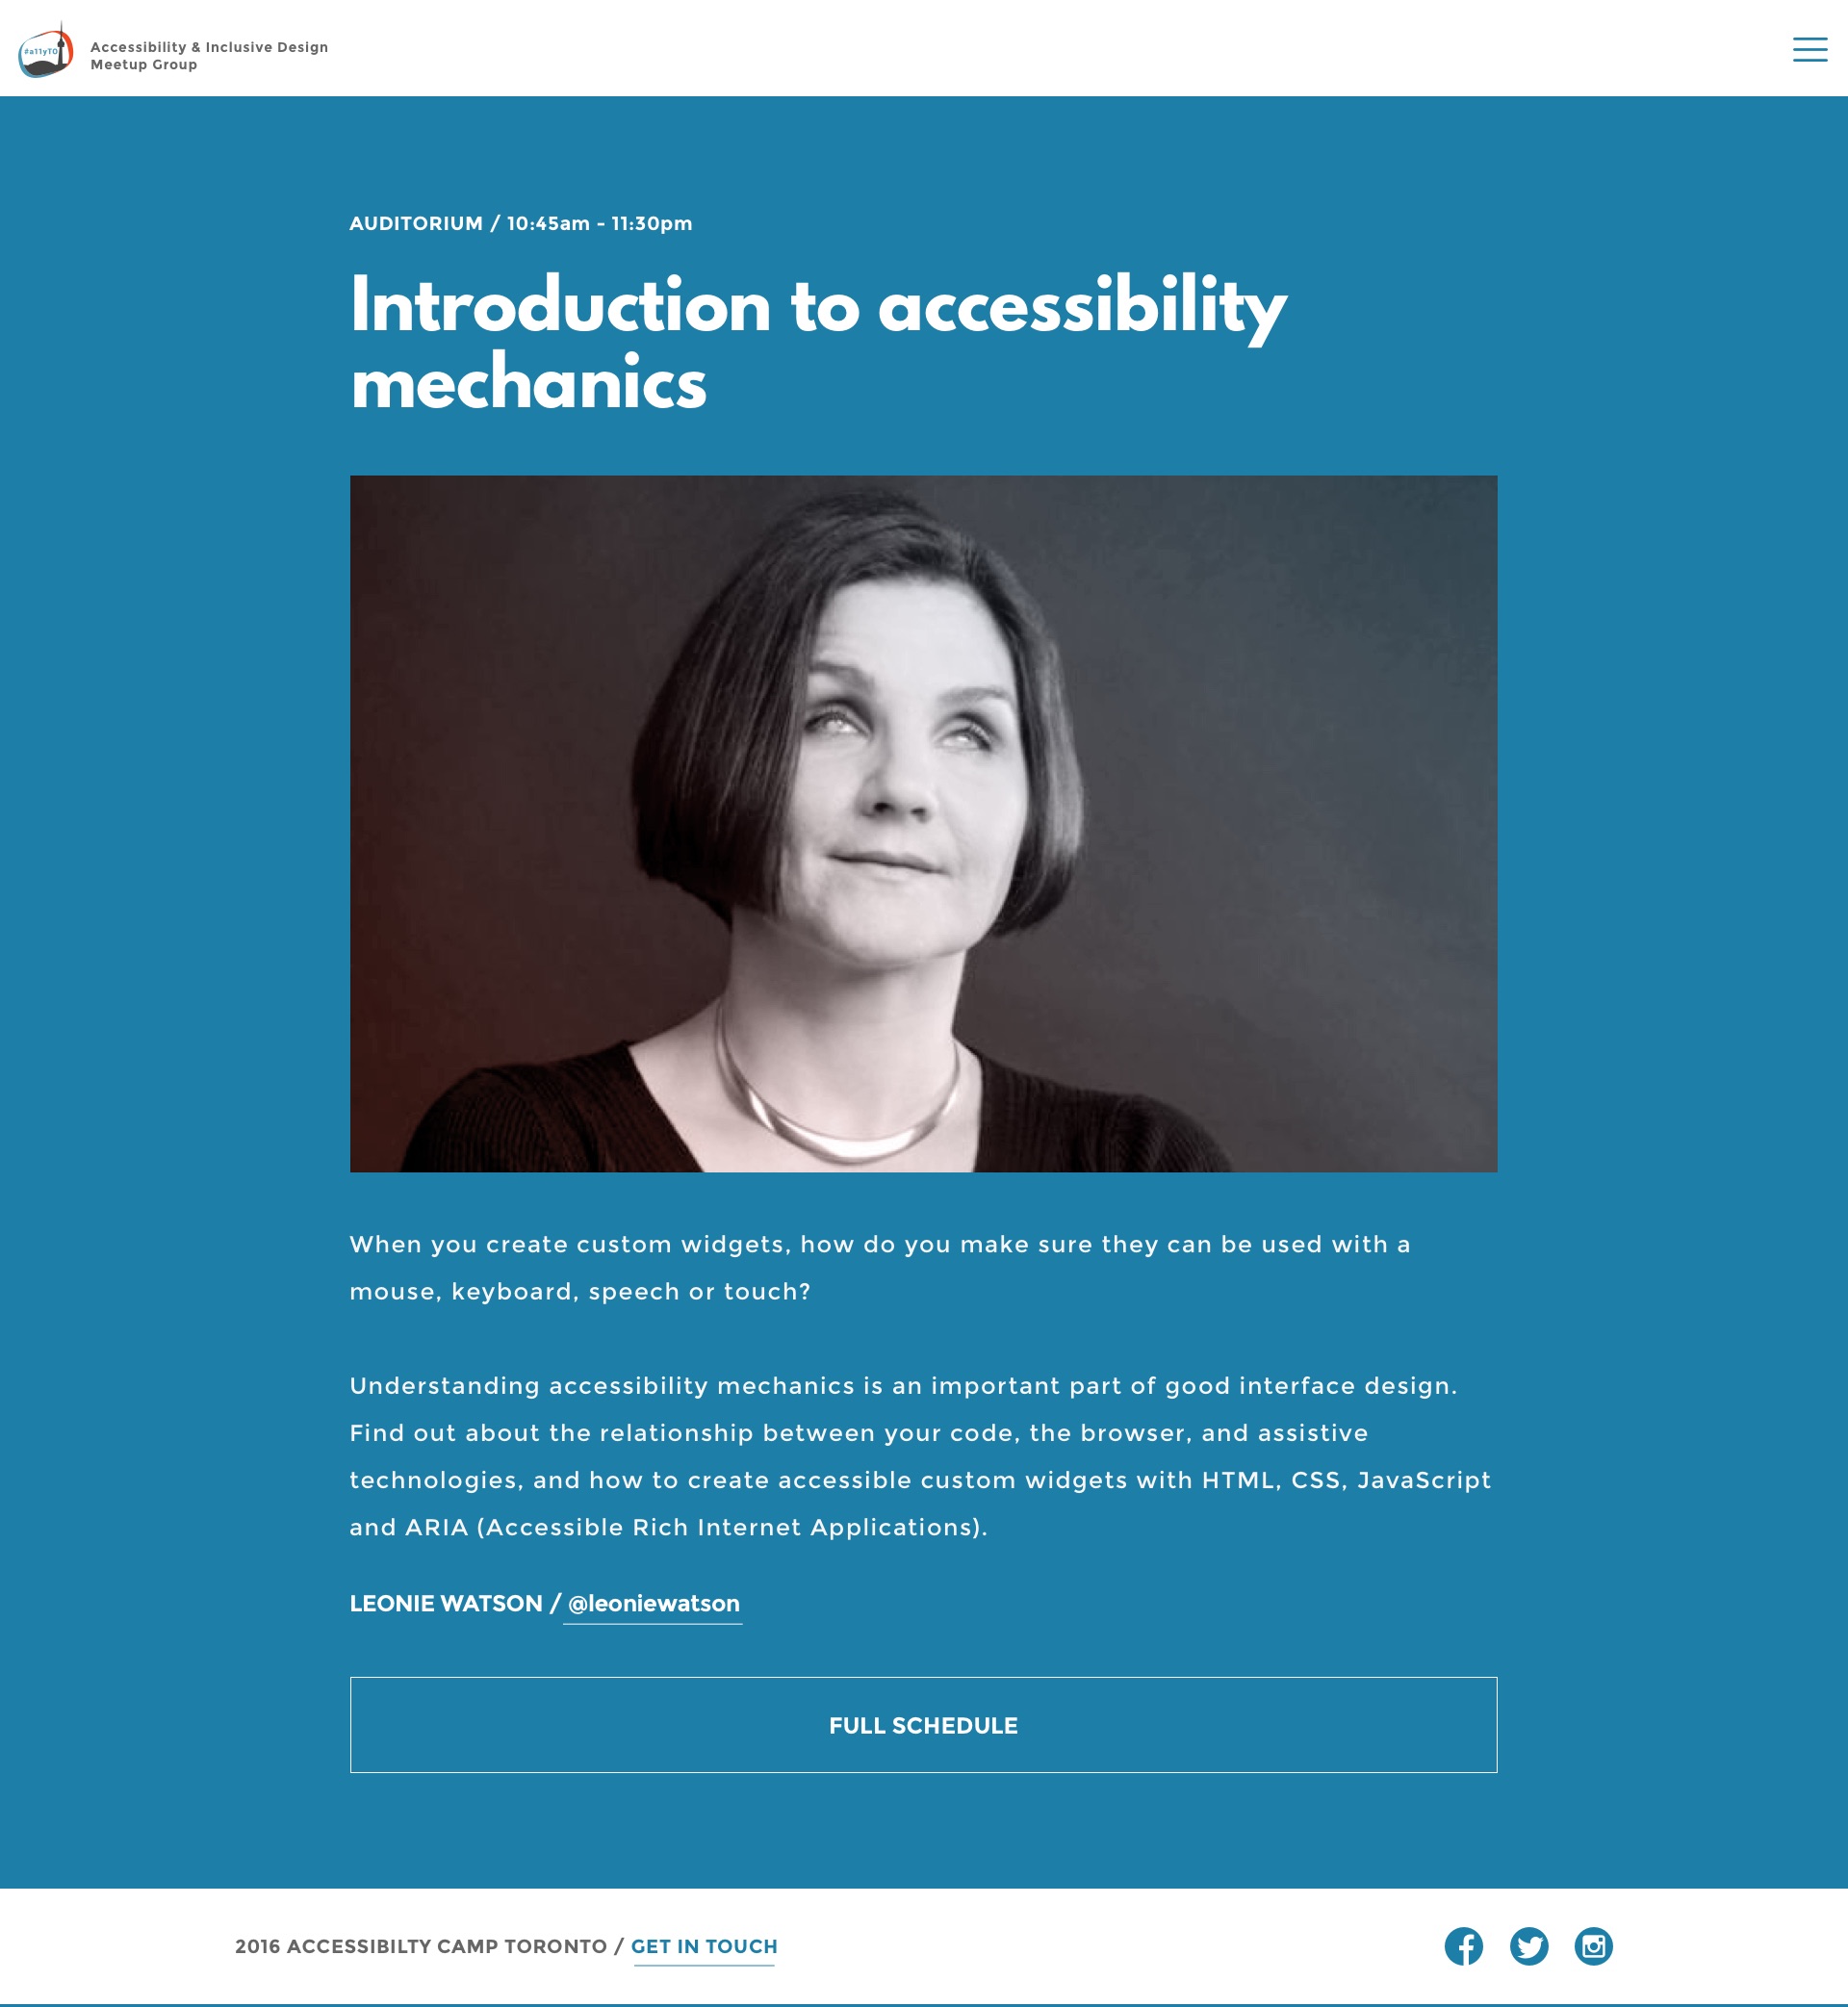 #a11yTO
Accessibility & Inclusive Design
Meetup Group
AUDITORIUM / 10:45am - 11:30pm
Introduction to accessibility
mechanics
When you create custom widgets, how do you make sure they can be used with a
mouse, keyboard, speech or touch?
Understanding accessibility mechanics is an important part of good interface design.
Find out about the relationship between your code, the browser, and assistive
technologies, and how to create accessible custom widgets with HTML, CSS, JavaScript
and ARIA (Accessible Rich Internet Applications).
LEONIE WATSON / @leoniewatson
FULL SCHEDULE
2016 ACCESSIBILTY CAMP TORONTO / GET IN TOUCH